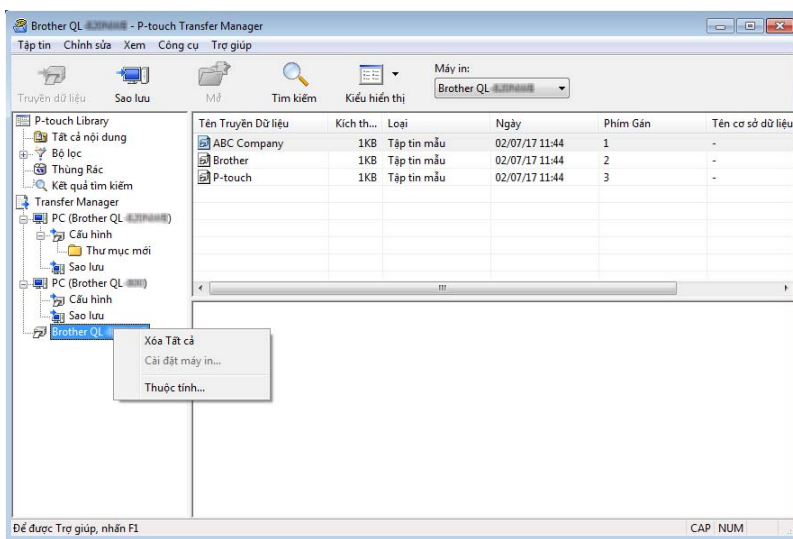 Brother QL - P-touch Transfer Manager
Tập tin Chỉnh sửa Xem Công cụ Trợ giúp
Truyền dữ liệu Sao lưu Mở Tìm kiếm Kiểu hiển thị
Máy in:
Brother QL
P-touch Library
Tất cả nội dung
Bộ lọc
Thùng Rác
Kết quả tìm kiếm
Transfer Manager
PC (Brother QL )
Cấu hình
Thư mục mới
Sao lưu
PC (Brother QL )
Cấu hình
Sao lưu
Brother QL
Tên Truyền Dữ liệu Kích th... Loại Ngày Phím Gán Tên cơ sở dữ liệu
ABC Company 1KB Tập tin mẫu 02/07/17 11:44 1 -
Brother 1KB Tập tin mẫu 02/07/17 11:44 2 -
P-touch 1KB Tập tin mẫu 02/07/17 11:44 3 -
Xóa Tất cả
Cài đặt máy in...
Thuộc tính...
Để được Trợ giúp, nhấn F1
CAP NUM